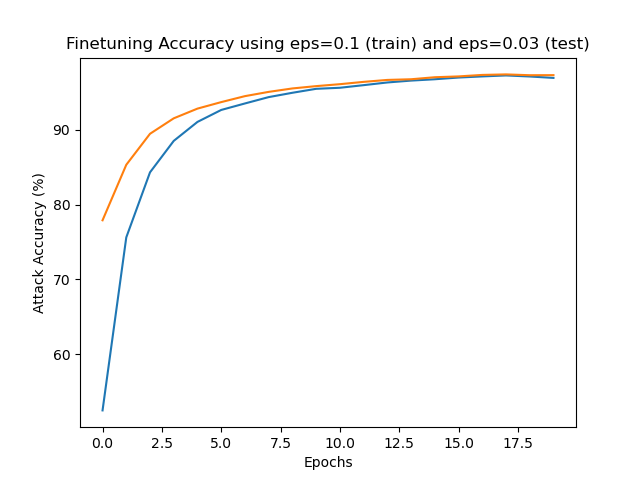 Finetuning Accuracy using eps=0.1 (train) and eps=0.03 (test)
Attack Accuracy (%)
90
80
70
60
0.0 2.5 5.0 7.5 10.0 12.5 15.0 17.5
Epochs